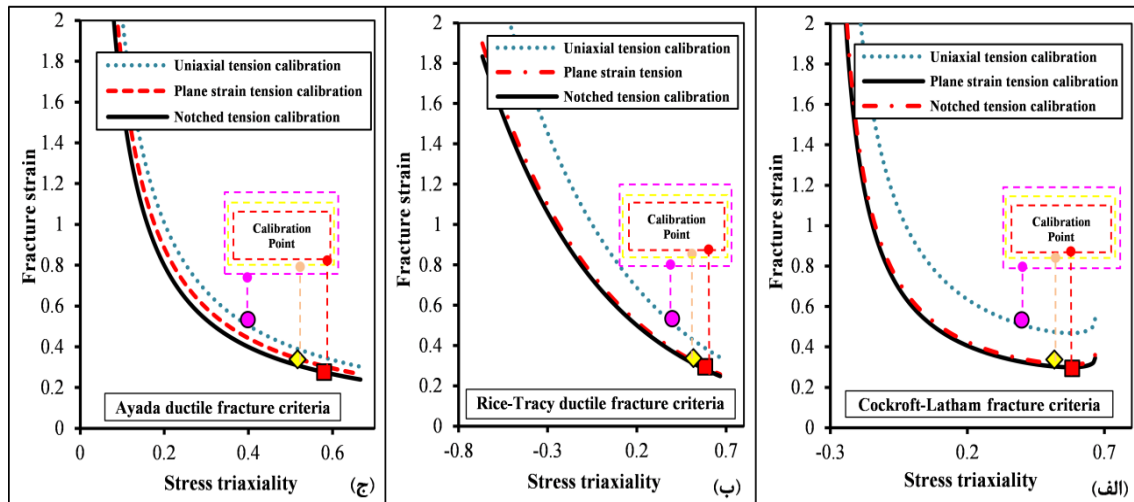 2
1.8
1.6
1.4
1.2
1
0.8
0.6
0.4
0.2
0
Fracture strain
Uniaxial tension calibration
Plane strain tension calibration
Notched tension calibration
Calibration
Point
Ayada ductile fracture criteria
0 0.2 0.4 0.6
Stress triaxiality
(ج)
2
1.8
1.6
1.4
1.2
1
0.8
0.6
0.4
0.2
0
Fracture strain
Uniaxial tension calibration
Plane strain tension
Notched tension calibration
Calibration
Point
Rice-Tracy ductile fracture criteria
-0.8 -0.3 0.2 0.7
Stress triaxiality
(ب)
2
1.8
1.6
1.4
1.2
1
0.8
0.6
0.4
0.2
0
Fracture strain
Uniaxial tension calibration
Plane strain tension calibration
Notched tension calibration
Calibration
Point
Cockroft-Latham fracture criteria
-0.3 0.2 0.7
Stress triaxiality
(الف)